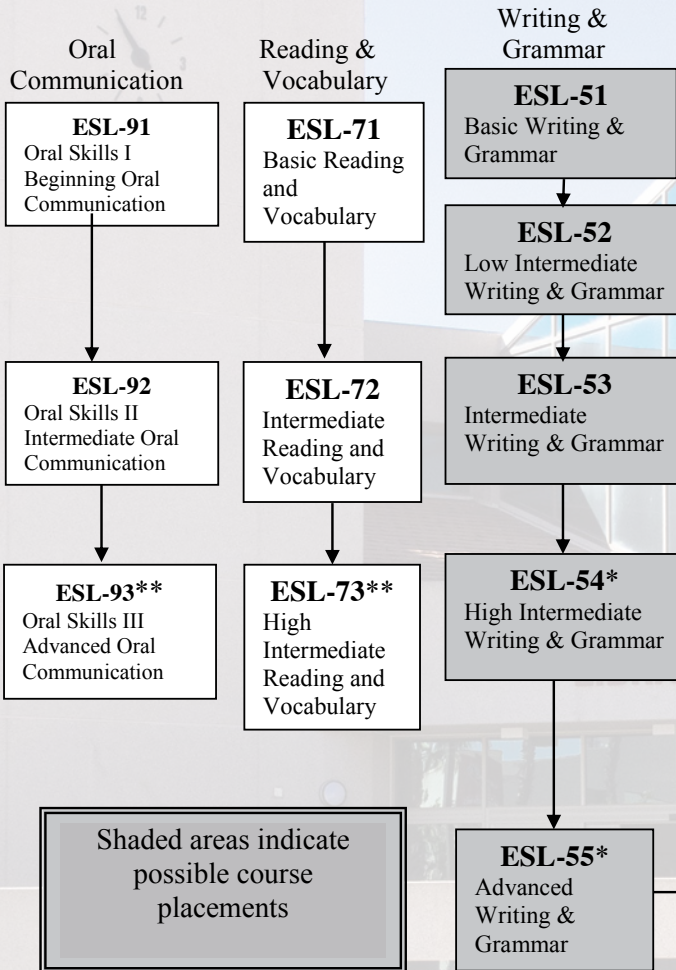 Oral
Communication
ESL-91
Oral Skills I
Beginning Oral
Communication
ESL-92
Oral Skills II
Intermediate Oral
Communication
ESL-93**
Oral Skills III
Advanced Oral
Communication
Reading &
Vocabulary
ESL-71
Basic Reading
and
Vocabulary
ESL-72
Intermediate
Reading and
Vocabulary
ESL-73**
High
Intermediate
Reading and
Vocabulary
Writing &
Grammar
ESL-51
Basic Writing &
Grammar
ESL-52
Low Intermediate
Writing & Grammar
ESL-53
Intermediate
Writing & Grammar
ESL-54*
High Intermediate
Writing & Grammar
ESL-55*
Advanced
Writing &
Grammar
Shaded areas indicate
possible course
placements